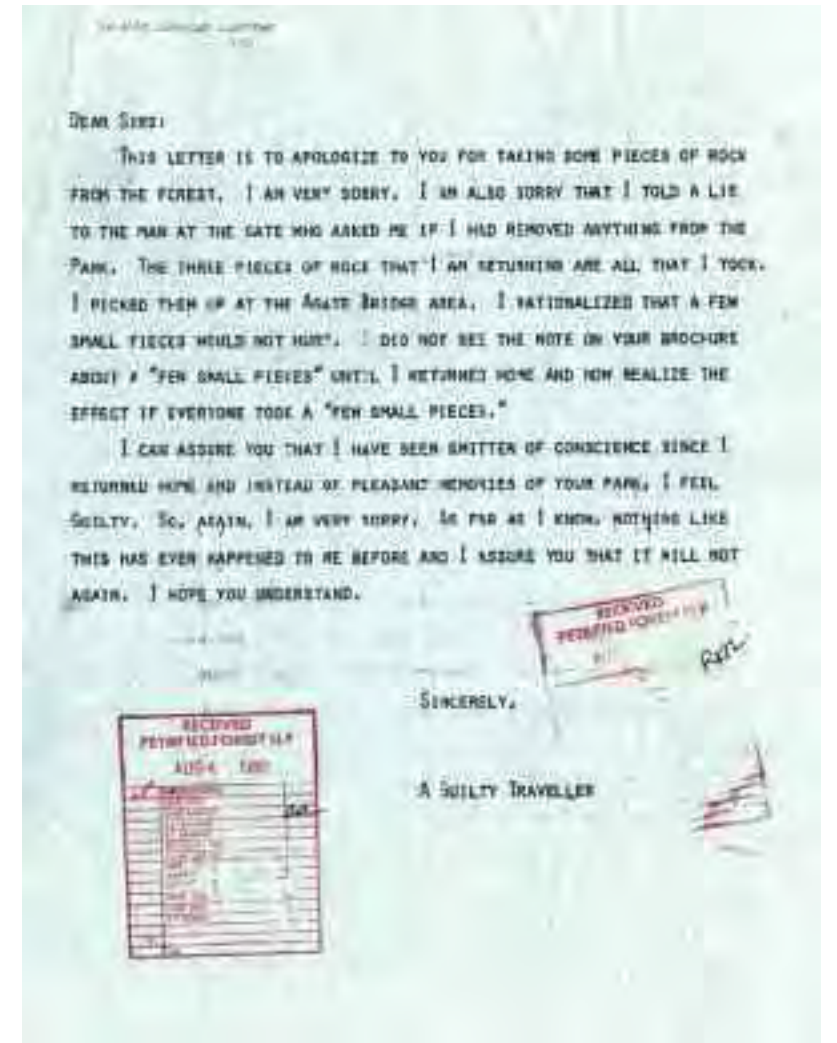 DEAR SIRS:
THIS LETTER IS TO APOLOGIZE TO YOU FOR TAKING SOME PIECES OF ROCK
FROM THE FOREST. I AM VERY SORRY. I AM ALSO SORRY THAT I TOLD A LIE
TO THE MAN AT THE GATE WHO ASKED ME IF I HAD REMOVED ANYTHING FROM THE
PARK. THE THREE PIECES OF ROCK THAT I AM RETURNING ARE ALL THAT I TOOK.
I PICKED THEM UP AT THE AGATE BRIDGE AREA. I RATIONALIZED THAT A FEW
SMALL PIECES WOULD NOT HURT. I DID NOT SEE THE NOTE ON YOUR BROCHURE
ABOUT A "FEW SMALL PIECES" UNTIL I RETURNED HOME AND NOW REALIZE THE
EFFECT IF EVERYONE TOOK A "FEW SMALL PIECES."
I CAN ASSURE YOU THAT I HAVE BEEN SMITTEN OF CONSCIENCE SINCE I
RETURNED HOME AND INSTEAD OF PLEASANT MEMORIES OF YOUR PARK, I FEEL
GUILTY. SO, AGAIN, I AM VERY SORRY. AS FAR AS I KNOW, NOTHING LIKE
THIS HAS EVER HAPPENED TO ME BEFORE AND I ASSURE YOU THAT IT WILL NOT
AGAIN. I HOPE YOU UNDERSTAND.
RECEIVED
PETRIFIED FOREST N.P.
SINCERELY,
RECEIVED
PETRIFIED FOREST N.P.
AUG 4
A GUILTY TRAVELLER